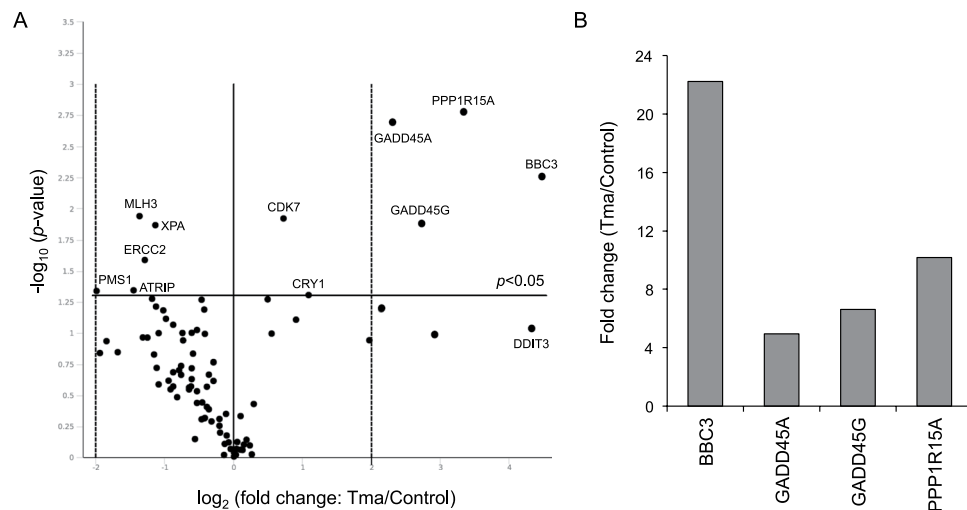 A
3.5
3.25
3
2.75
2.5
2.25
2
1.75
1.5
1.25
1
0.75
0.5
0.25
0
-log10 (p-value)
PPP1R15A
GADD45A
BBC3
MLH3
XPA
CDK7
GADD45G
ERCC2
PMS1
ATRIP
CRY1
p<0.05
DDIT3
-2 -1 0 1 2 3 4
log2 (fold change: Tma/Control)
B
24
22
16
12
8
4
0
Fold change (Tma/Control)
BBC3
GADD45A
GADD45G
PPP1R15A